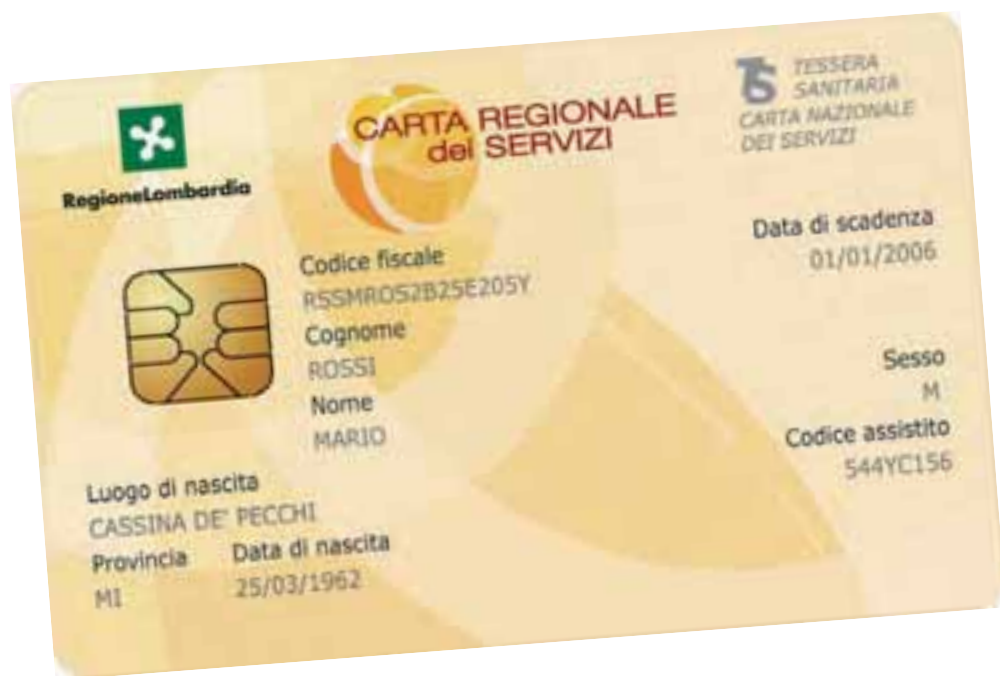 RegioneLombardia
CARTA REGIONALE
dei SERVIZI
TS TESSERA
SANITARIA
CARTA NAZIONALE
DEI SERVIZI
Data di scadenza
01/01/2006
Codice fiscale
RSSMRO52B25E205Y
Cognome
ROSSI
Nome
MARIO
Sesso
M
Codice assistito
544YC156
Luogo di nascita
CASSINA DE' PECCHI
Provincia Data di nascita
MI 25/03/1962